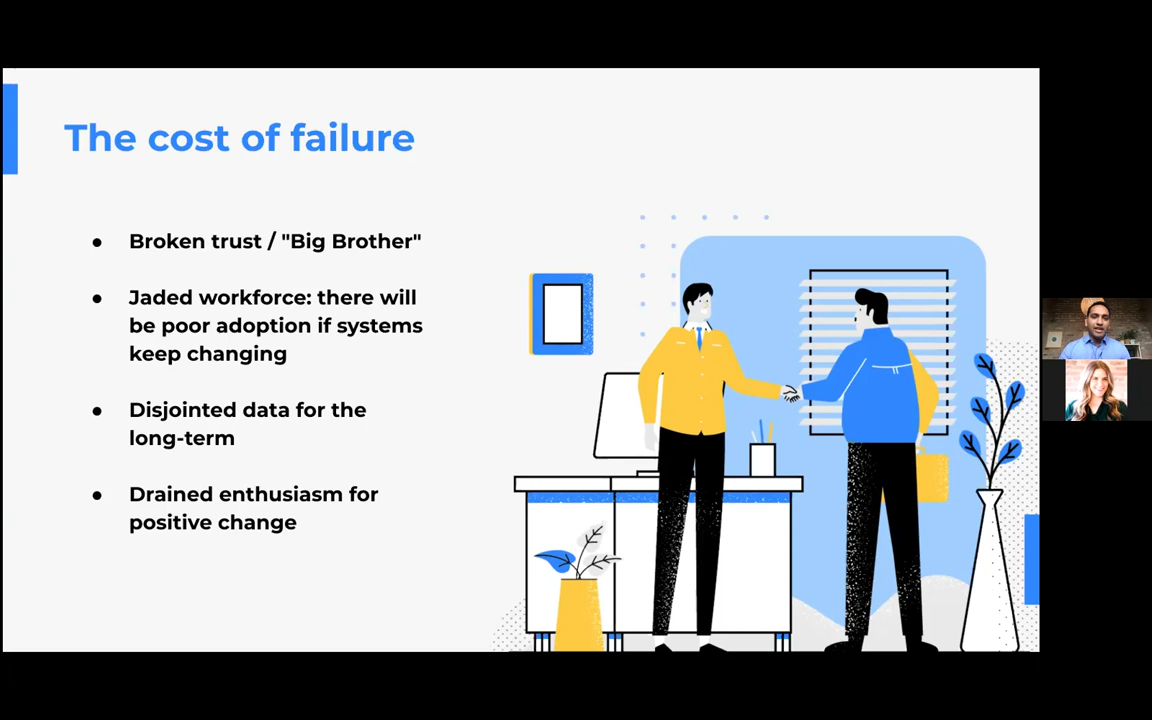 The cost of failure
● Broken trust / "Big Brother"
● Jaded workforce: there will
be poor adoption if systems
keep changing
● Disjointed data for the
long-term
● Drained enthusiasm for
positive change